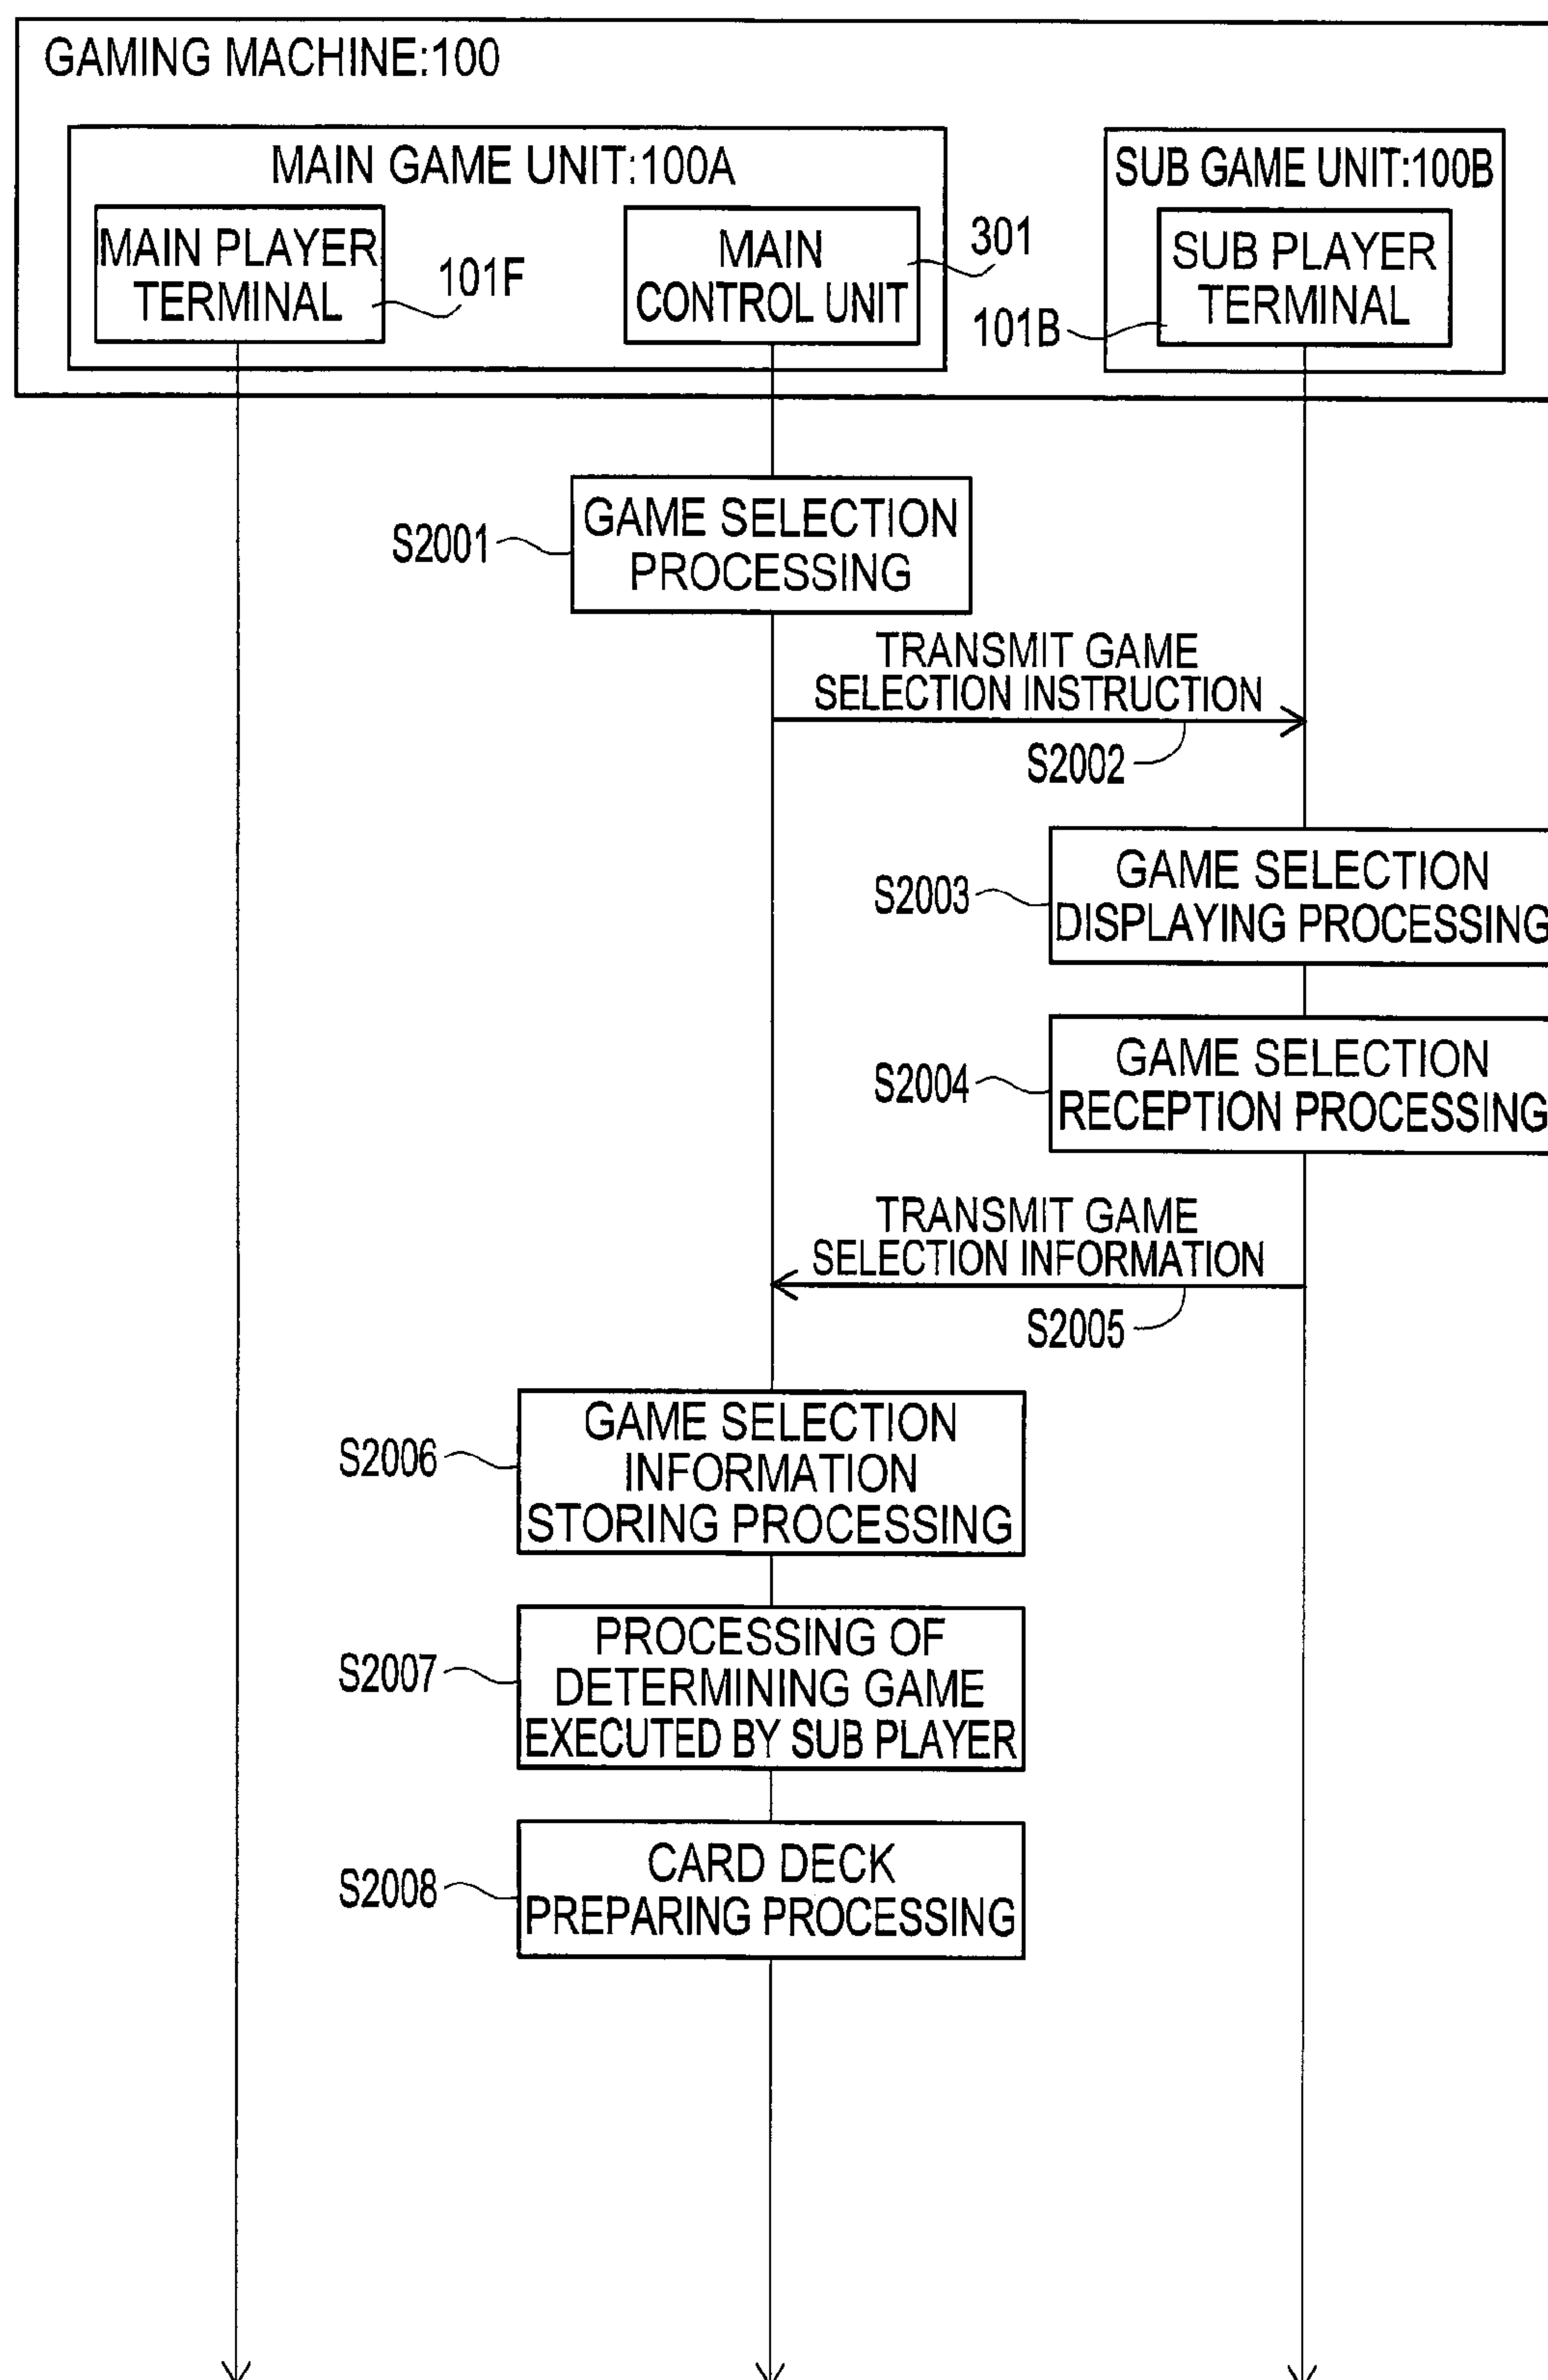 GAMING MACHINE:100
MAIN GAME UNIT:100A
SUB GAME UNIT:100B
MAIN PLAYER
TERMINAL
101F
MAIN
CONTROL UNIT
301
SUB PLAYER
TERMINAL
101B
S2001
GAME SELECTION
PROCESSING
TRANSMIT GAME
SELECTION INSTRUCTION
S2002
S2003
GAME SELECTION
DISPLAYING PROCESSING
S2004
GAME SELECTION
RECEPTION PROCESSING
TRANSMIT GAME
SELECTION INFORMATION
S2005
S2006
GAME SELECTION
INFORMATION
STORING PROCESSING
S2007
PROCESSING OF
DETERMINING GAME
EXECUTED BY SUB PLAYER
S2008
CARD DECK
PREPARING PROCESSING